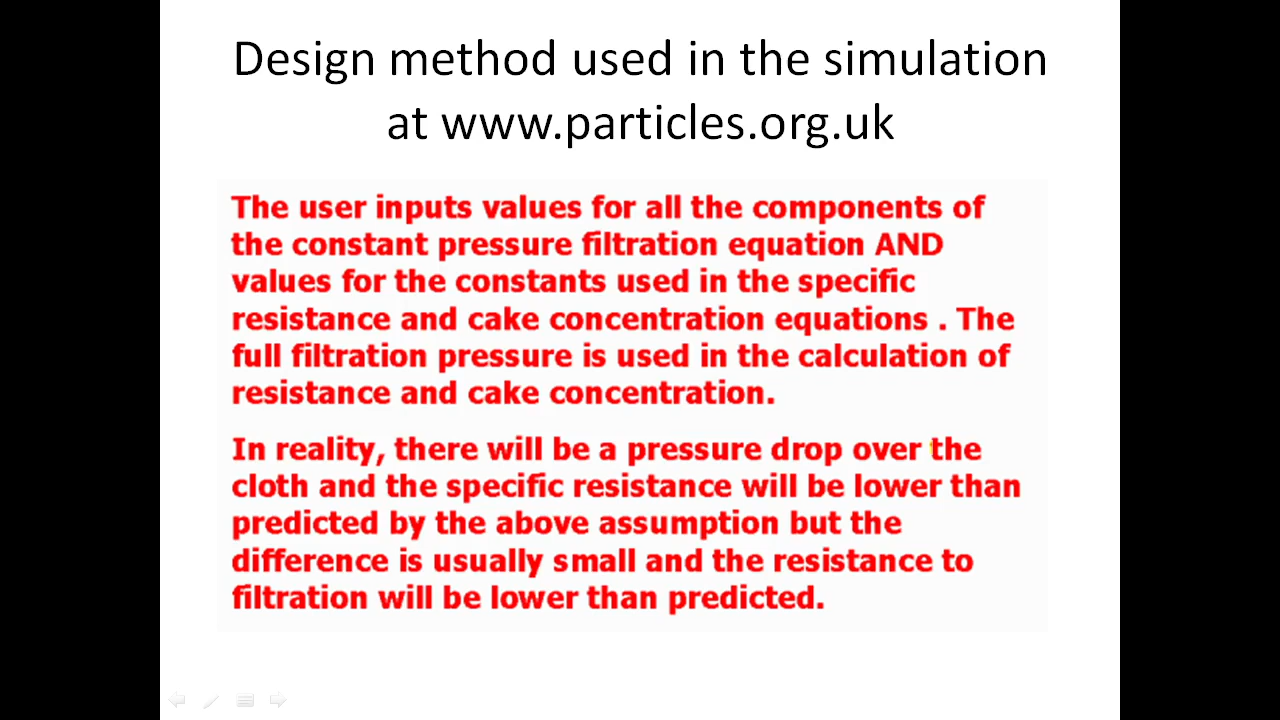 Design method used in the simulation
at www.particles.org.uk
The user inputs values for all the components of
the constant pressure filtration equation AND
values for the constants used in the specific
resistance and cake concentration equations . The
full filtration pressure is used in the calculation of
resistance and cake concentration.
In reality, there will be a pressure drop over the
cloth and the specific resistance will be lower than
predicted by the above assumption but the
difference is usually small and the resistance to
filtration will be lower than predicted.